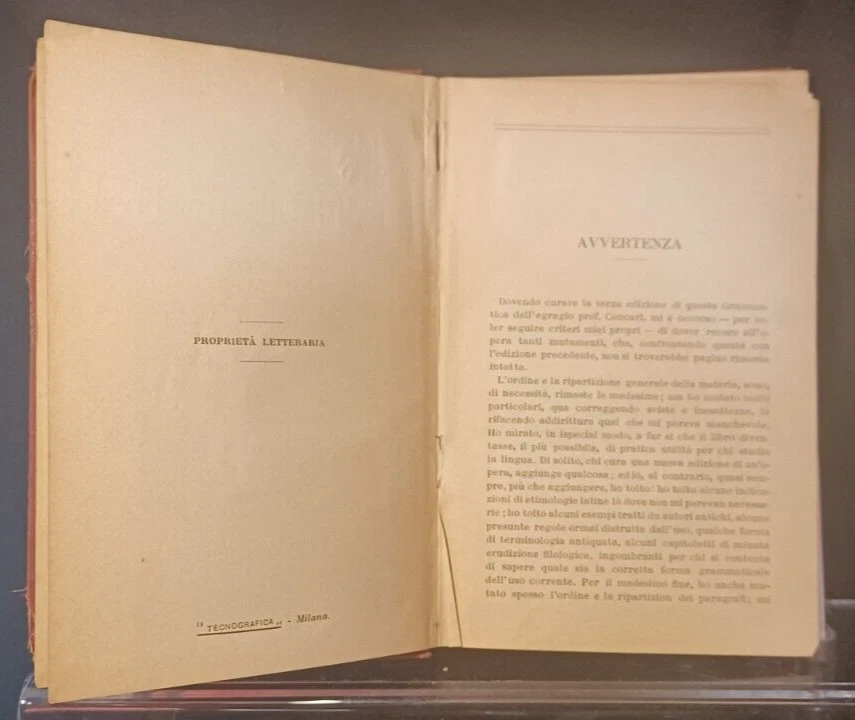 PROPRIETÀ LETTERARIA
"TECNOGRAFICA„ - Milano.
AVVERTENZA
Dovendo curare la terza edizione di questa Gramma-
tica dell'egregio prof. Concari, mi è occorso — per vo-
ler seguire criteri miei propri — di dover recare all'o-
pera tanti mutamenti, che, confrontando questa con
l'edizione precedente, non si troverebbe pagina rimasta
intatta.
L'ordine e la ripartizione generale della materia, sono,
di necessità, rimaste le medesime; ma ho mutato molti
particolari, qua correggendo sviste e inesattezze, là
rifacendo addirittura quel che mi pareva manchevole.
Ho mirato, in ispecial modo, a far sì che il libro diven-
tasse, il più possibile, di pratica utilità per chi studia
la lingua. Di solito, chi cura una nuova edizione di un'o-
pera, aggiunge qualcosa; ed io, al contrario, quasi sem-
pre, più che aggiungere, ho tolto: ho tolto alcune indica-
zioni di etimologie latine là dove non mi parevan necessa-
rie; ho tolto alcuni esempi tratti da autori antichi, alcune
presunte regole ormai distrutte dall'uso, qualche forma
di terminologia antiquata, alcuni capitoletti di minuta
erudizione filologica, ingombranti per chi si contenta
di sapere quale sia la corretta forma grammaticale
dell'uso corrente. Per il medesimo fine, ho anche mu-
tato spesso l'ordine e la ripartizion dei paragrafi; mi